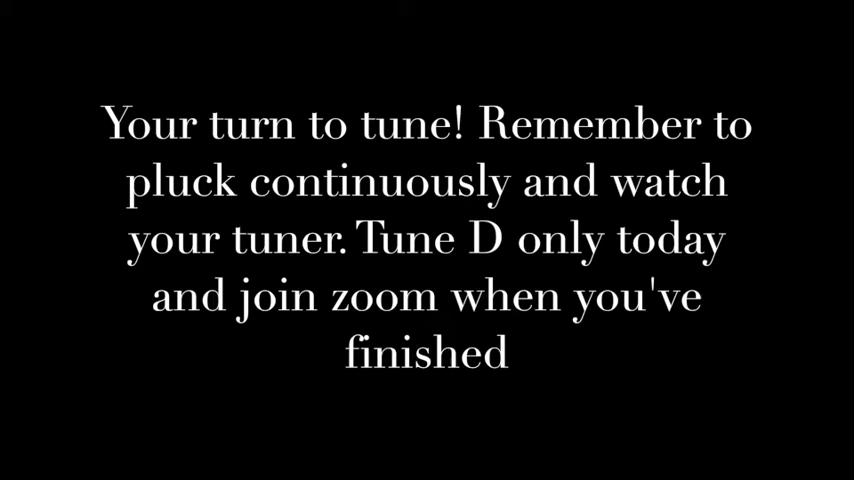 Your turn to tune! Remember to
pluck continuously and watch
your tuner. Tune D only today
and join zoom when you've
finished